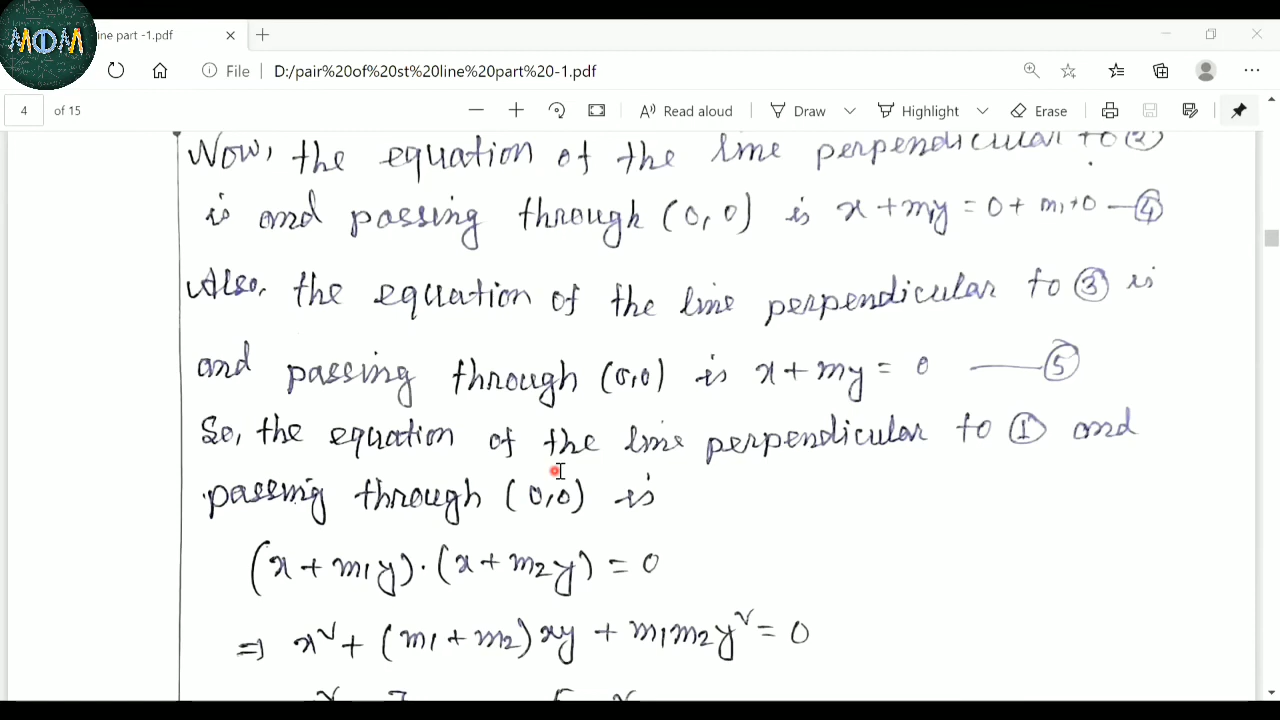 MOM
line part -1.pdf
File D:/pair%20of%20st%20line%20part%20-1.pdf
4 of 15 Read aloud Draw Highlight Erase
Now, the equation of the line perpendicular to ②
is and passing through (0, 0) is x + m₁y = 0 + m₁·0 — ④
Also, the equation of the line perpendicular to ③ is
and passing through (0,0) is x + my = 0 — ⑤
So, the equation of the line perpendicular to ① and
passing through (0,0) is
(x + m₁y)·(x + m₂y) = 0
⇒ x² + (m₁ + m₂)xy + m₁m₂y² = 0